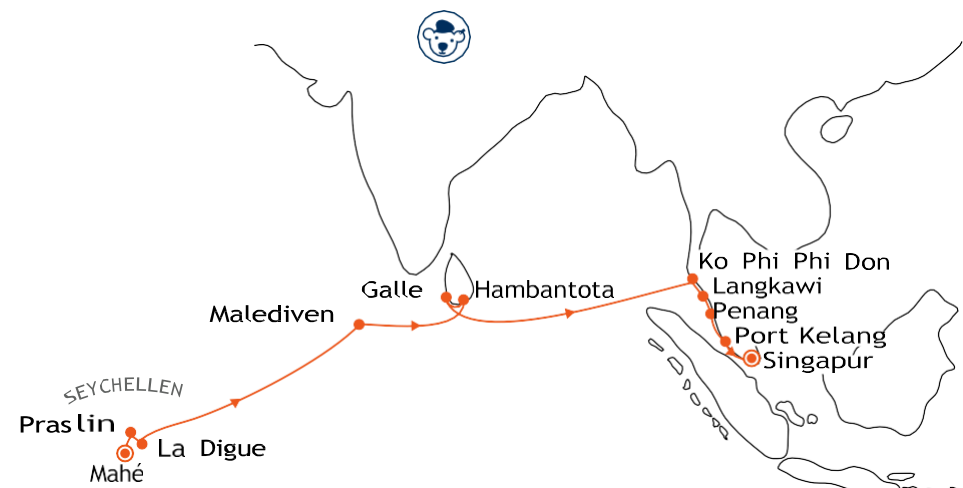 Ko Phi Phi Don
Langkawi
Galle
Hambantota
Penang
Malediven
Port Kelang
Singapur
SEYCHELLEN
Praslin
La Digue
Mahé